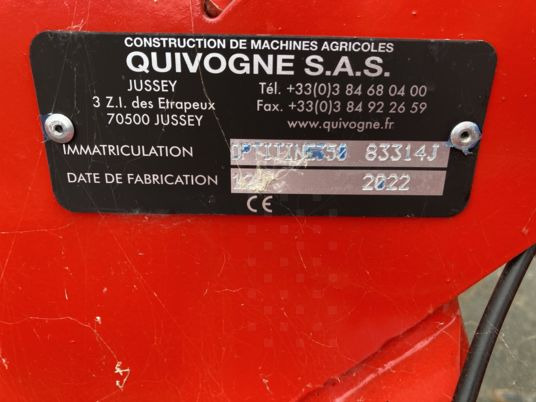 CONSTRUCTION DE MACHINES AGRICOLES
QUIVOGNE S.A.S.
JUSSEY
3 Z.I. des Etrapeux
70500 JUSSEY
Tél. +33(0)3 84 68 04 00
Fax. +33(0)3 84 92 26 59
www.quivogne.fr
IMMATRICULATION 83314J
DATE DE FABRICATION 2022
CE